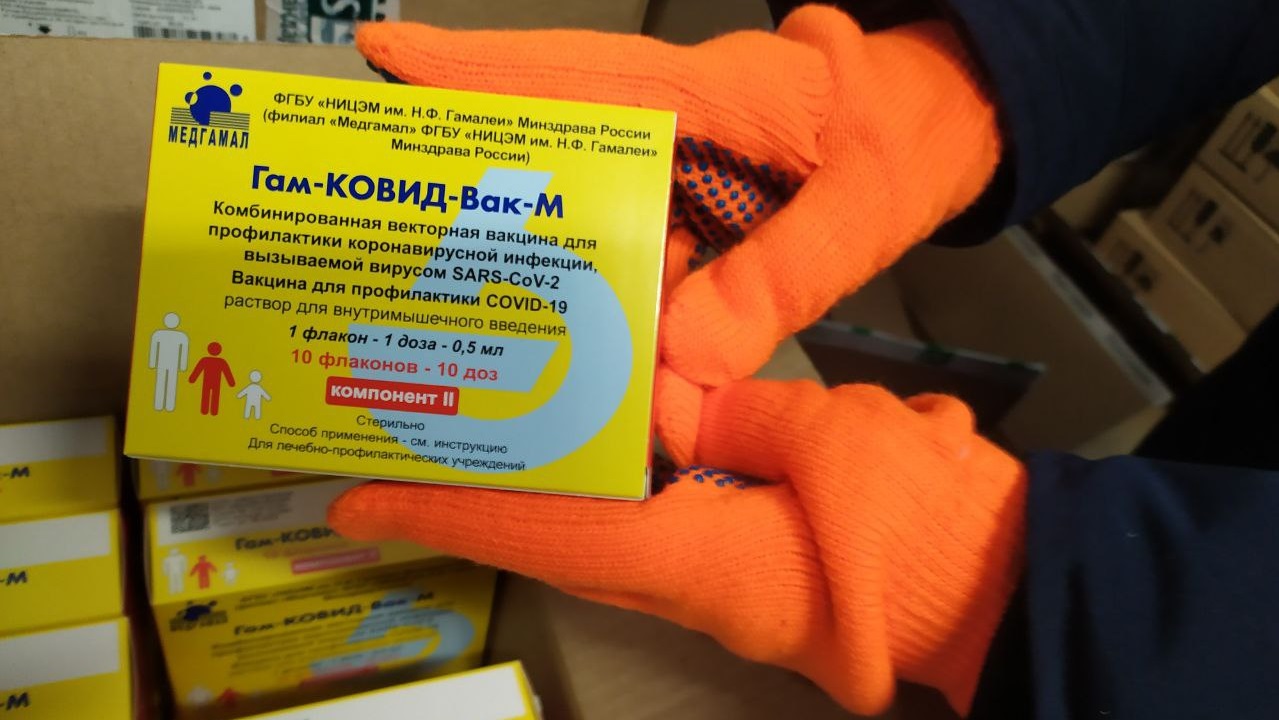 МЕДГАМАЛ
ФГБУ «НИЦЭМ им. Н.Ф. Гамалеи» Минздрава России
(филиал «Медгамал» ФГБУ «НИЦЭМ им. Н.Ф. Гамалеи»
Минздрава России)
Гам-КОВИД-Вак-М
Комбинированная векторная вакцина для
профилактики коронавирусной инфекции,
вызываемой вирусом SARS-CoV-2
Вакцина для профилактики COVID-19
раствор для внутримышечного введения
1 флакон - 1 доза - 0,5 мл
10 флаконов - 10 доз
компонент II
Стерильно
Способ применения - см. инструкцию
Для лечебно-профилактических учреждений
-М
-М
-М
Гам-КОВИ
Гам-КОВИД-Вак-М